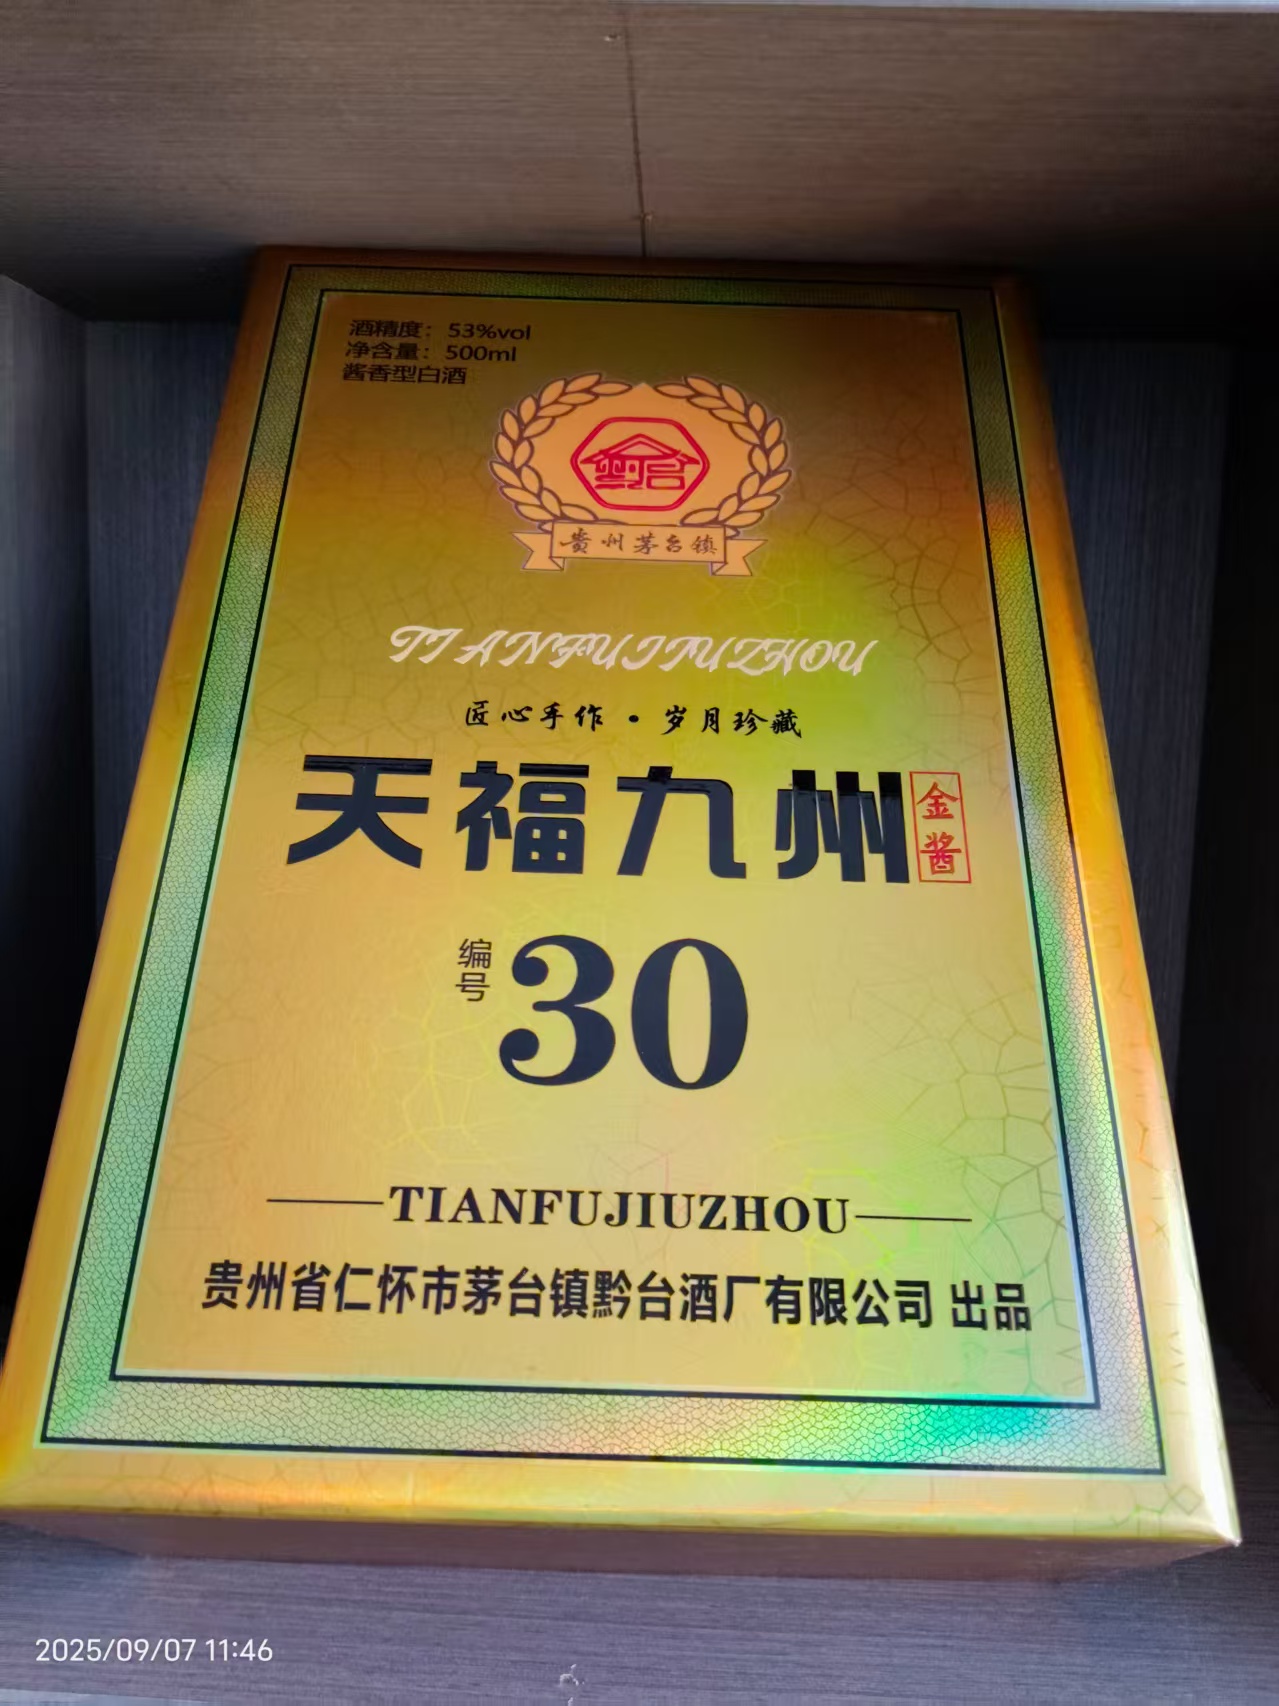 酒精度：53%vol
净含量：500ml
酱香型白酒
黔台
贵州茅台镇
TIANFUJIUZHOU
匠心手作·岁月珍藏
天福九州 金酱
编号 30
TIANFUJIUZHOU
贵州省仁怀市茅台镇黔台酒厂有限公司 出品
2025/09/07 11:46